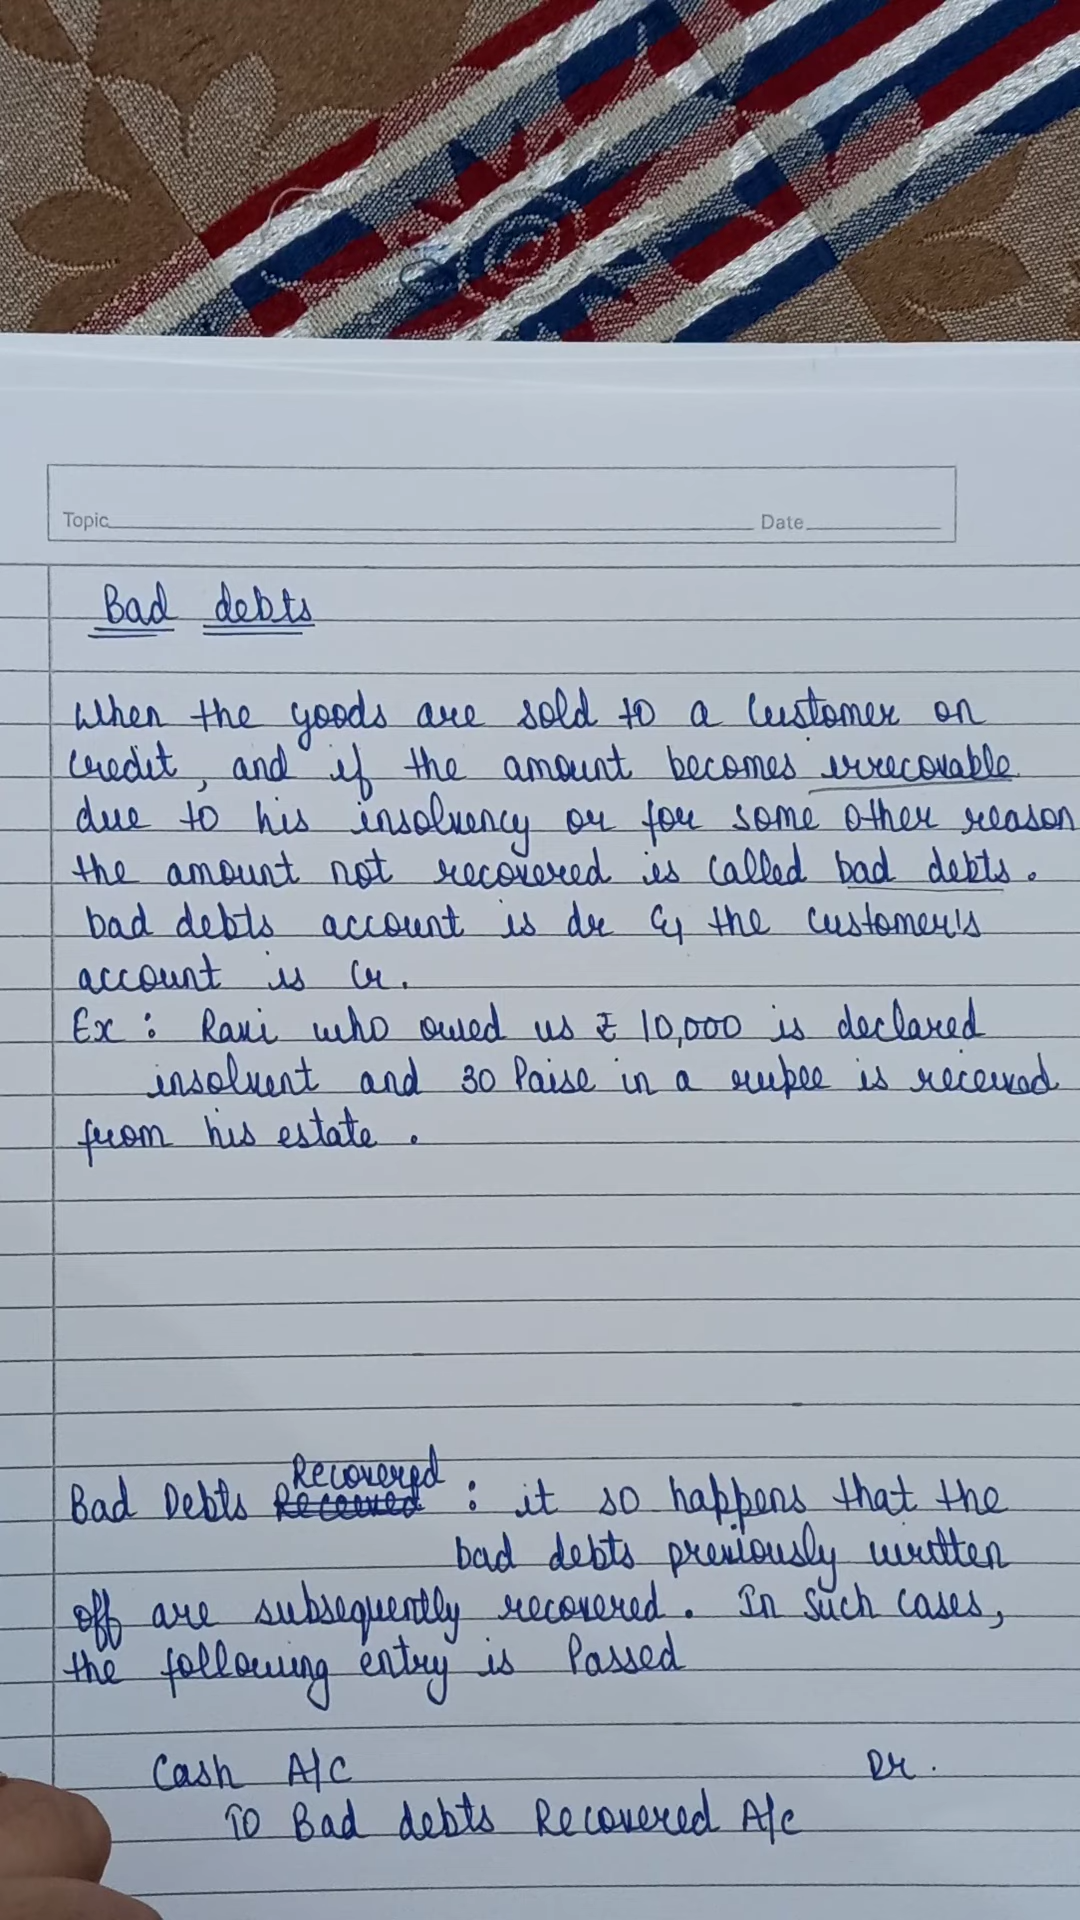 Topic Date
Bad debts
When the goods are sold to a customer on
credit, and if the amount becomes irrecovable
due to his insolvency or for some other reason
the amount not recovered is called bad debts.
bad debts account is dr & the customer's
account is cr.
Ex : Ravi who owed us ₹ 10,000 is declared
insolvent and 30 Paise in a rupee is received
from his estate.
Recovered
Bad Debts Received : it so happens that the
bad debts previously written
off are subsequently recovered. In such cases,
the following entry is Passed
Cash A/C Dr.
To Bad debts Recovered A/c